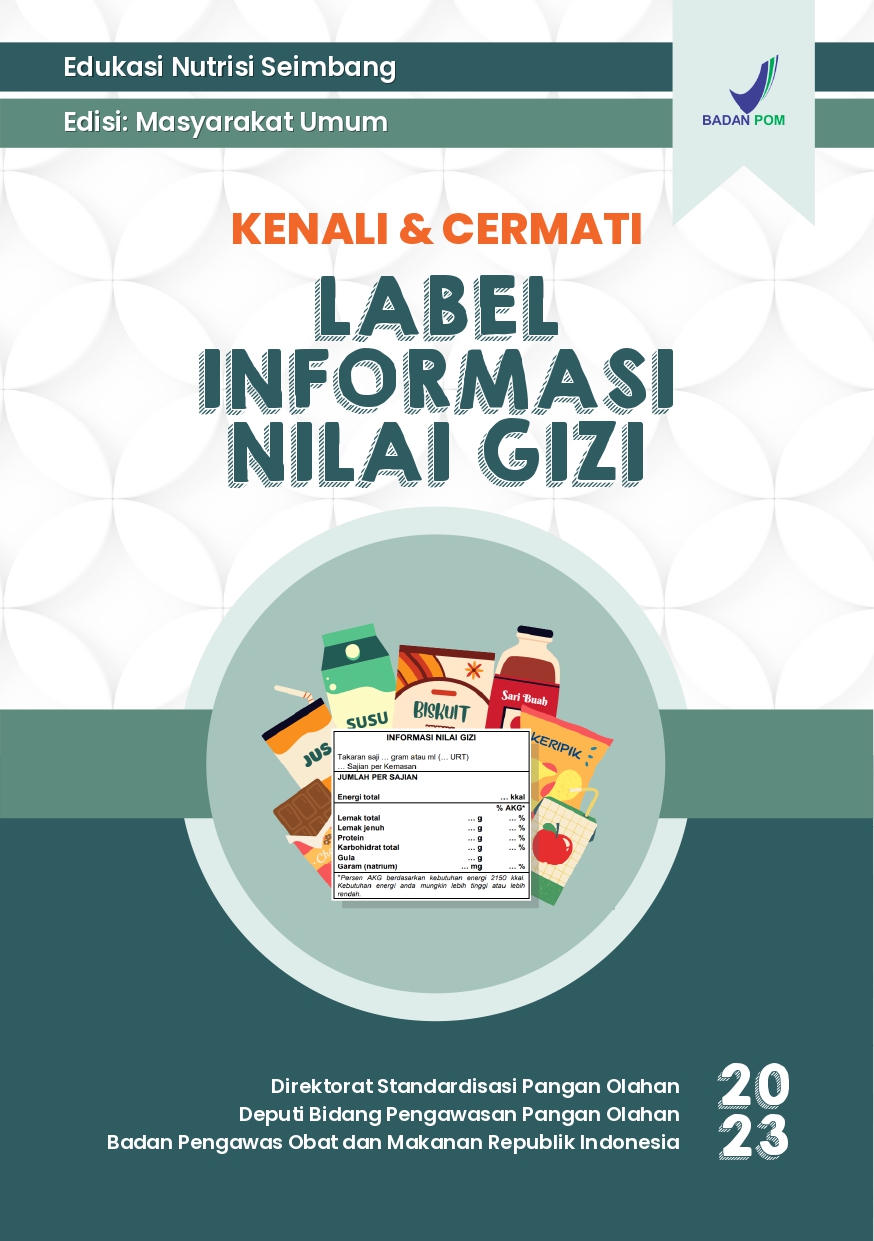 Edukasi Nutrisi Seimbang
Edisi: Masyarakat Umum
BADAN POM
KENALI & CERMATI
LABEL
INFORMASI
NILAI GIZI
SUSU
BISKUIT
Sari Buah
JUS
KERIPIK
INFORMASI NILAI GIZI
Takaran saji ... gram atau ml (... URT)
... Sajian per Kemasan
JUMLAH PER SAJIAN
Energi total ... kkal
% AKG*
Lemak total ... g ... %
Lemak jenuh ... g ... %
Protein ... g ... %
Karbohidrat total ... g ... %
Gula ... g
Garam (natrium) ... mg ... %
*Persen AKG berdasarkan kebutuhan energi 2150 kkal.
Kebutuhan energi anda mungkin lebih tinggi atau lebih
rendah.
Direktorat Standardisasi Pangan Olahan
Deputi Bidang Pengawasan Pangan Olahan
Badan Pengawas Obat dan Makanan Republik Indonesia
20
23